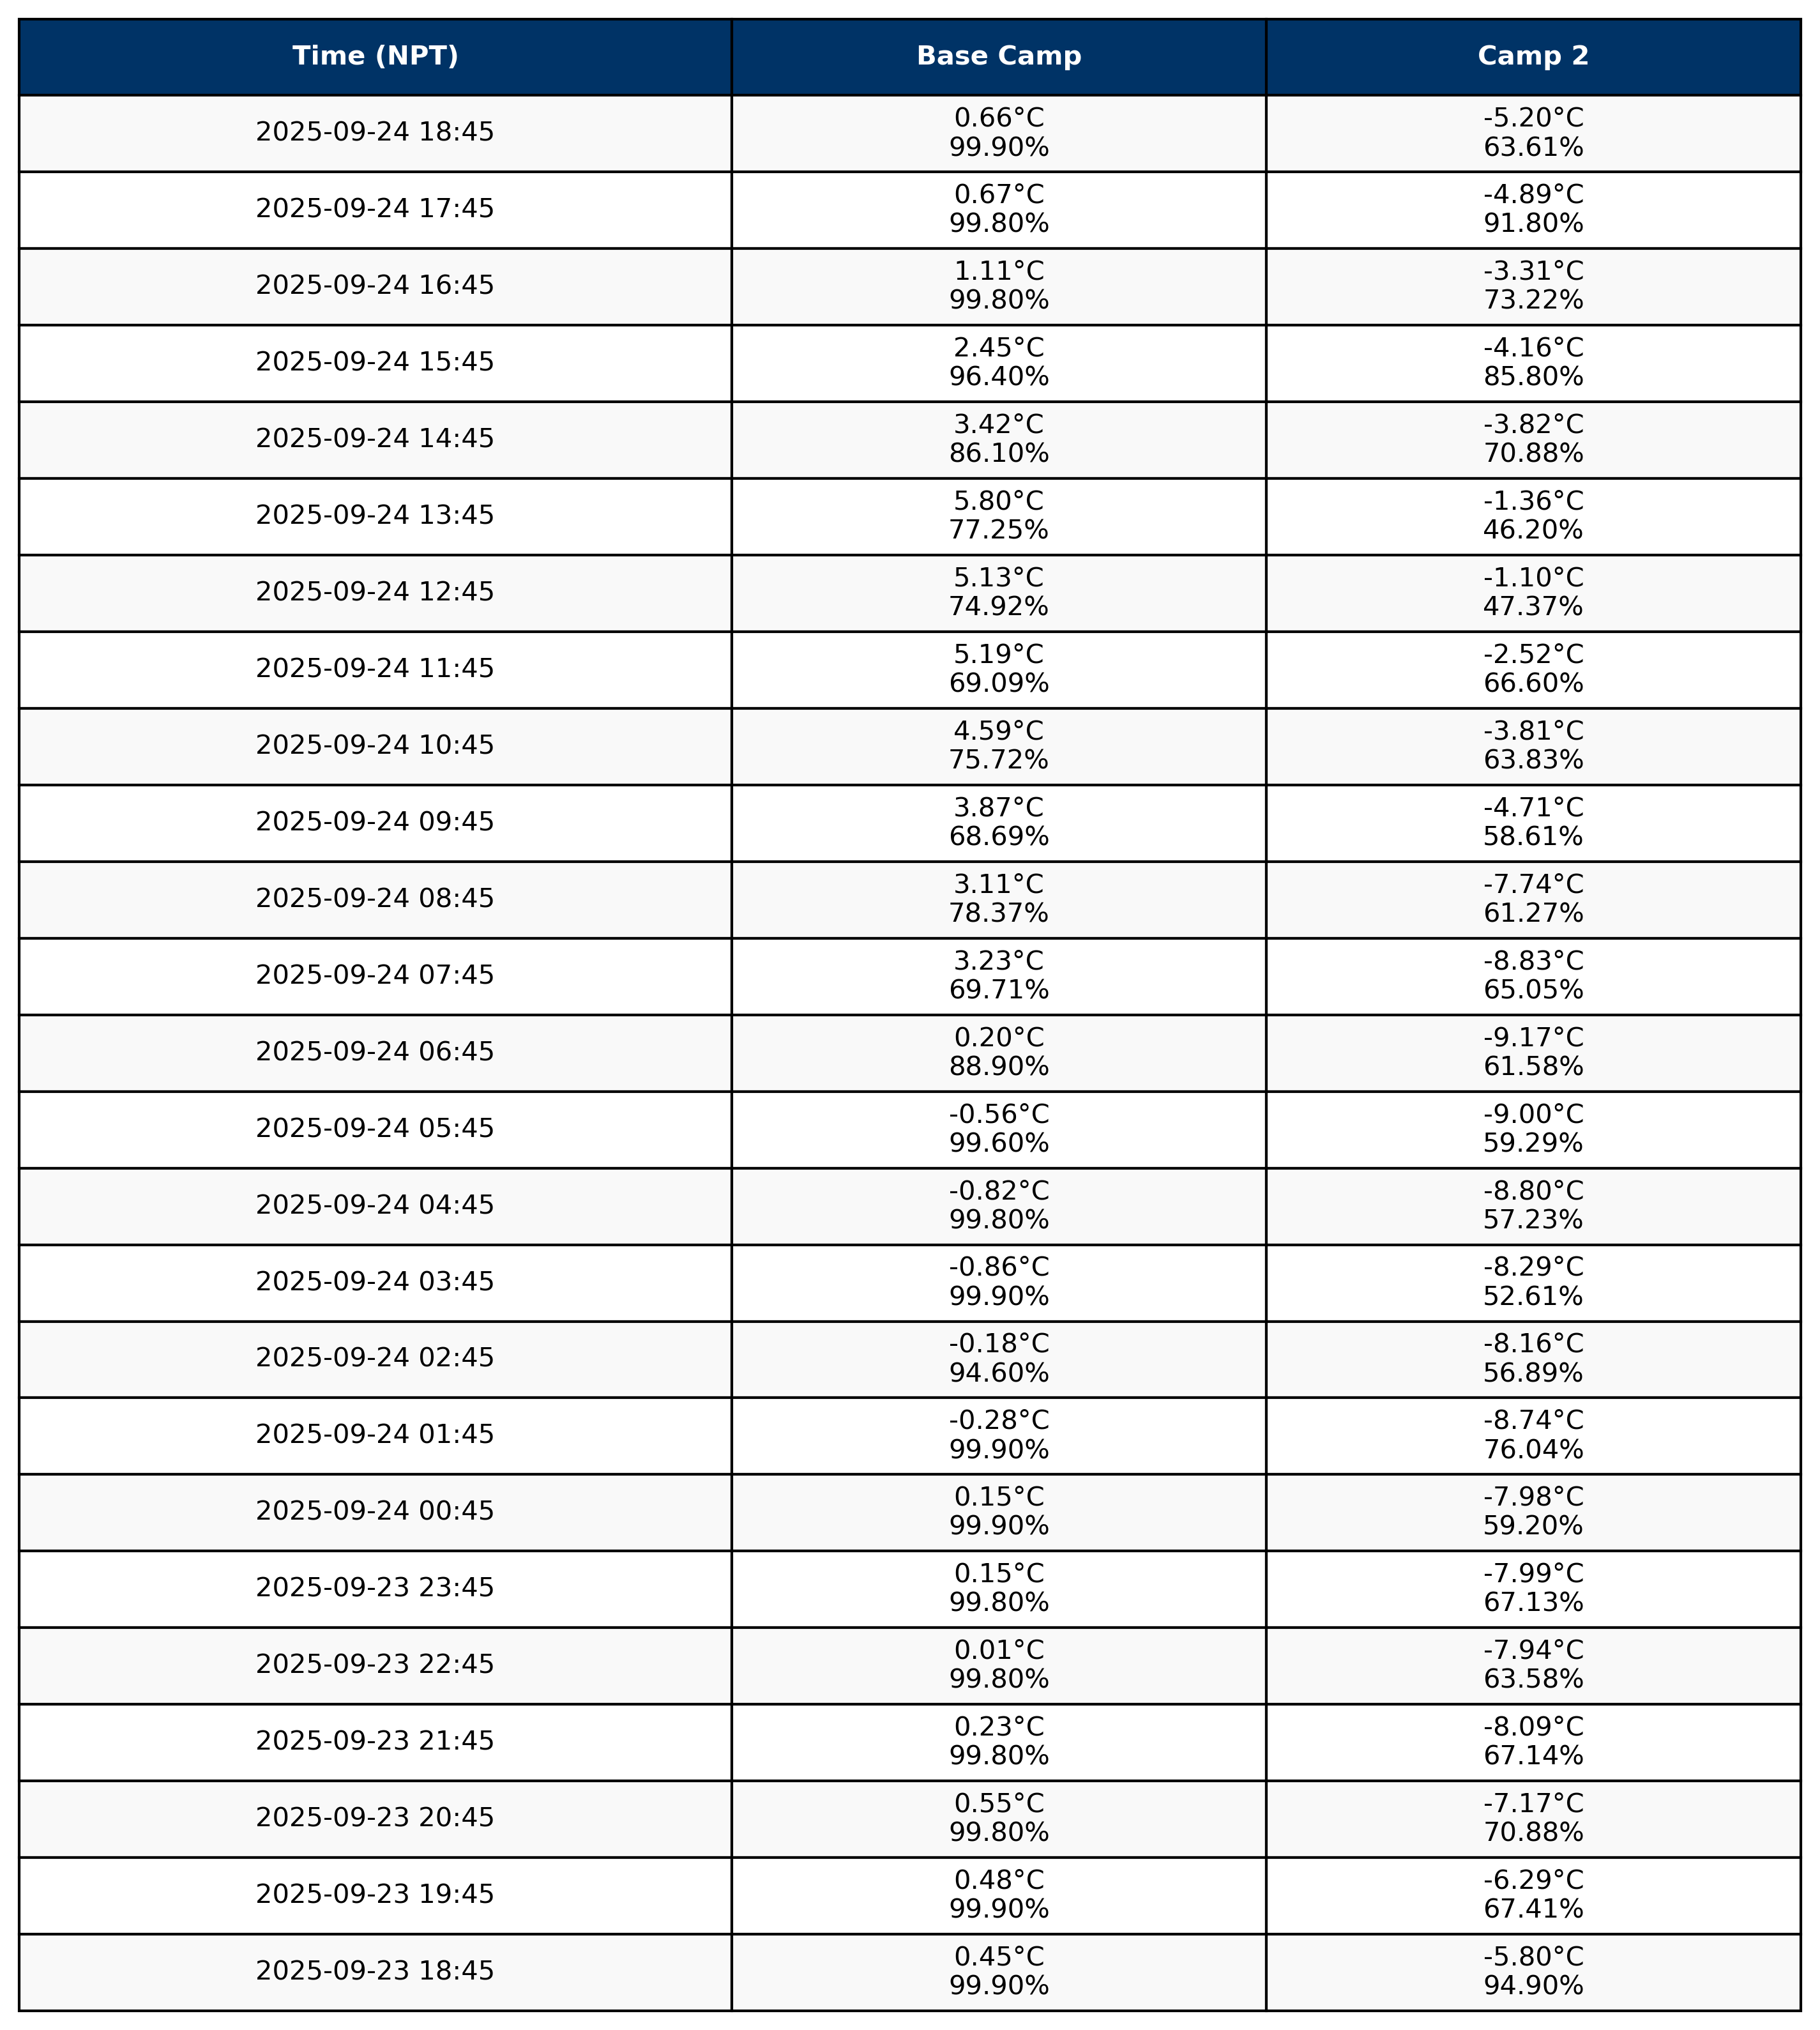 Time (NPT) Base Camp Camp 2
2025-09-24 18:45 0.66°C -5.20°C
99.90% 63.61%
2025-09-24 17:45 0.67°C -4.89°C
99.80% 91.80%
2025-09-24 16:45 1.11°C -3.31°C
99.80% 73.22%
2025-09-24 15:45 2.45°C -4.16°C
96.40% 85.80%
2025-09-24 14:45 3.42°C -3.82°C
86.10% 70.88%
2025-09-24 13:45 5.80°C -1.36°C
77.25% 46.20%
2025-09-24 12:45 5.13°C -1.10°C
74.92% 47.37%
2025-09-24 11:45 5.19°C -2.52°C
69.09% 66.60%
2025-09-24 10:45 4.59°C -3.81°C
75.72% 63.83%
2025-09-24 09:45 3.87°C -4.71°C
68.69% 58.61%
2025-09-24 08:45 3.11°C -7.74°C
78.37% 61.27%
2025-09-24 07:45 3.23°C -8.83°C
69.71% 65.05%
2025-09-24 06:45 0.20°C -9.17°C
88.90% 61.58%
2025-09-24 05:45 -0.56°C -9.00°C
99.60% 59.29%
2025-09-24 04:45 -0.82°C -8.80°C
99.80% 57.23%
2025-09-24 03:45 -0.86°C -8.29°C
99.90% 52.61%
2025-09-24 02:45 -0.18°C -8.16°C
94.60% 56.89%
2025-09-24 01:45 -0.28°C -8.74°C
99.90% 76.04%
2025-09-24 00:45 0.15°C -7.98°C
99.90% 59.20%
2025-09-23 23:45 0.15°C -7.99°C
99.80% 67.13%
2025-09-23 22:45 0.01°C -7.94°C
99.80% 63.58%
2025-09-23 21:45 0.23°C -8.09°C
99.80% 67.14%
2025-09-23 20:45 0.55°C -7.17°C
99.80% 70.88%
2025-09-23 19:45 0.48°C -6.29°C
99.90% 67.41%
2025-09-23 18:45 0.45°C -5.80°C
99.90% 94.90%